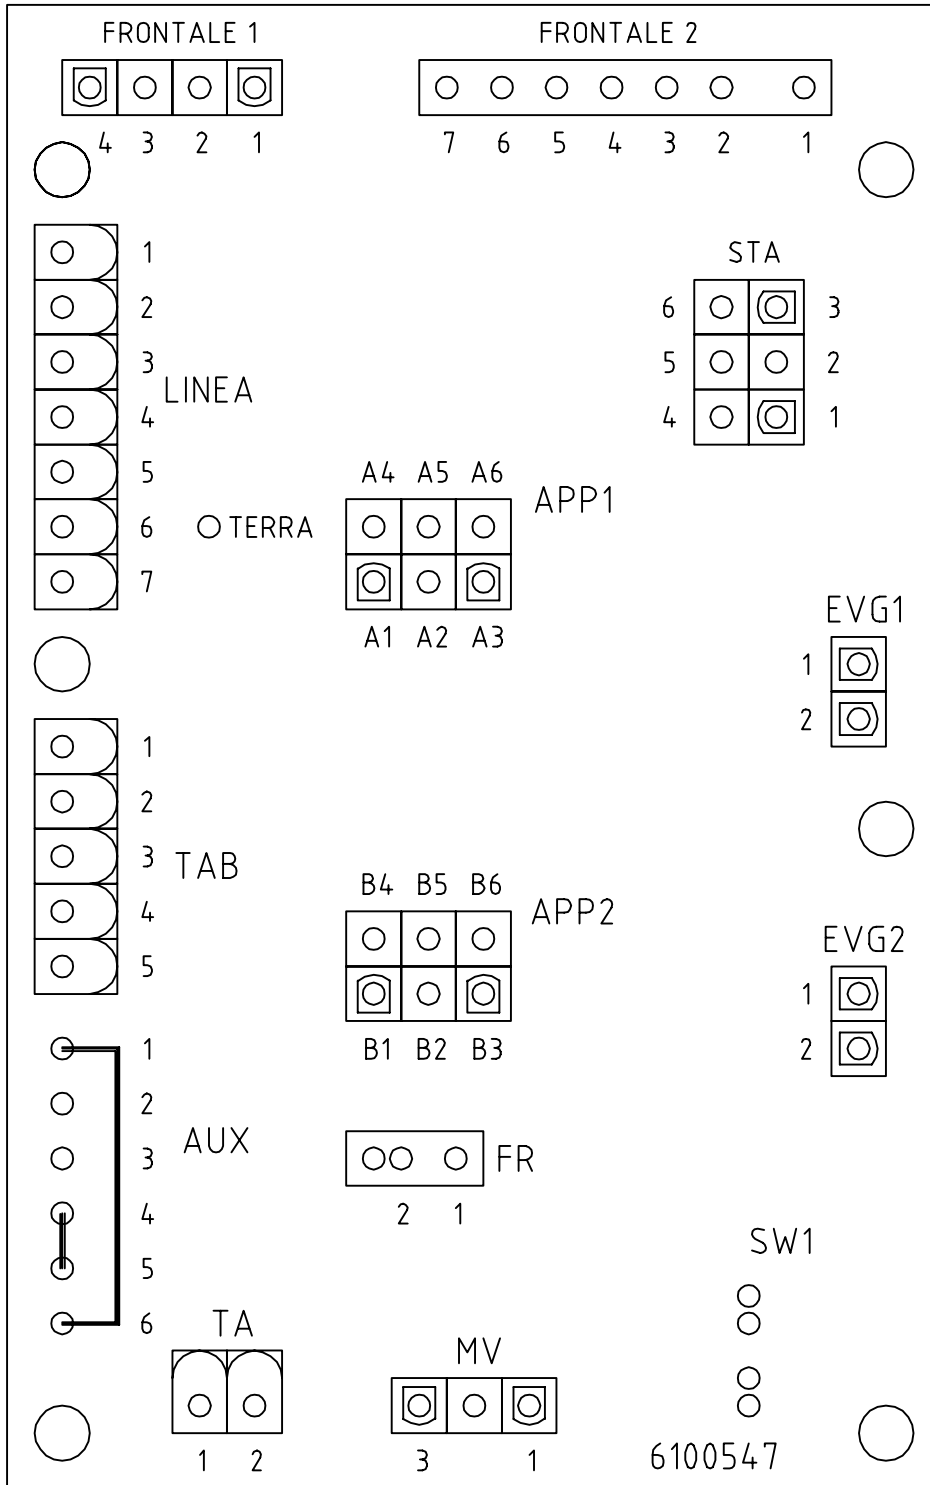 FRONTALE 1
FRONTALE 2
4 3 2 1
7 6 5 4 3 2 1
1
2
3
4
5
6
7
LINEA
TERRA
STA
6 3
5 2
4 1
A4 A5 A6
APP1
A1 A2 A3
EVG1
1
2
1
2
3
4
5
TAB
B4 B5 B6
APP2
B1 B2 B3
EVG2
1
2
1
2
3
4
5
6
AUX
FR
2 1
SW1
TA
1 2
MV
3 1
6100547